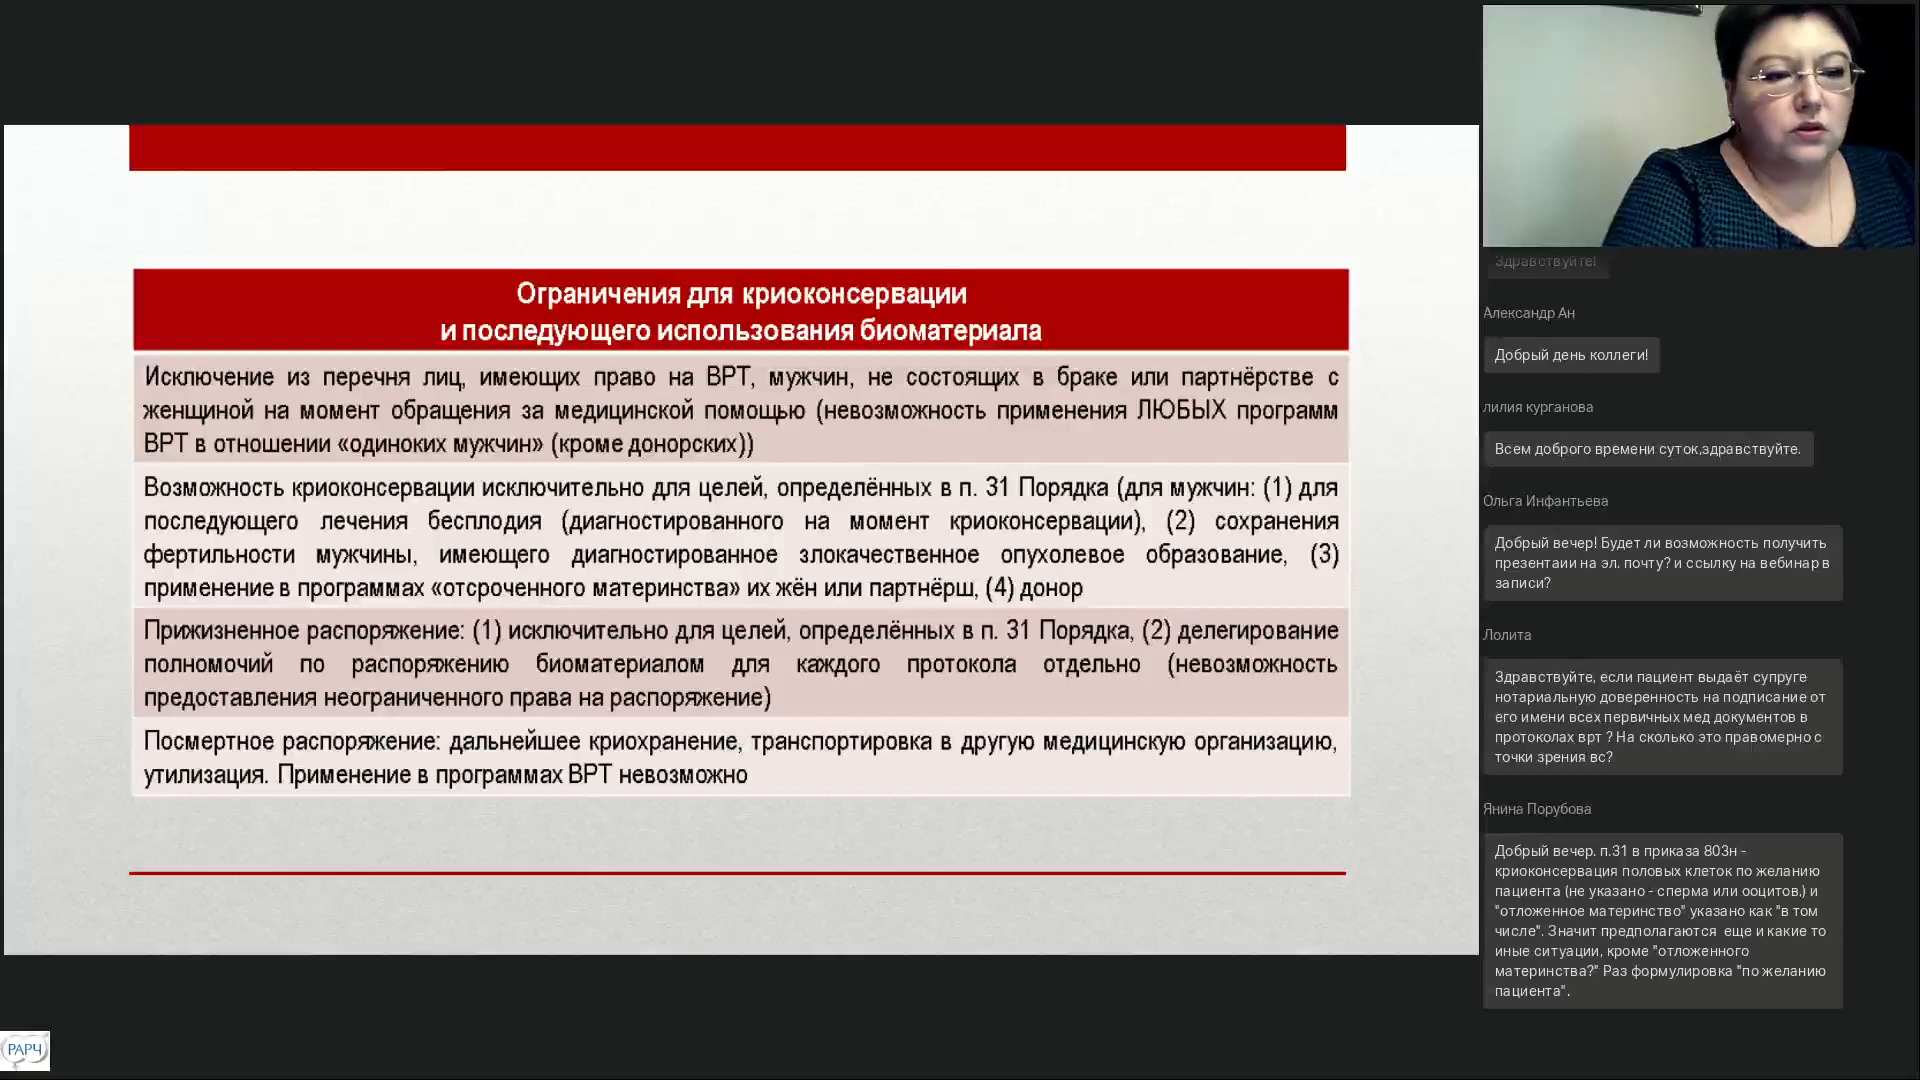 Ограничения для криоконсервации
и последующего использования биоматериала
Исключение из перечня лиц, имеющих право на ВРТ, мужчин, не состоящих в браке или партнёрстве с
женщиной на момент обращения за медицинской помощью (невозможность применения ЛЮБЫХ программ
ВРТ в отношении «одиноких мужчин» (кроме донорских))
Возможность криоконсервации исключительно для целей, определённых в п. 31 Порядка (для мужчин: (1) для
последующего лечения бесплодия (диагностированного на момент криоконсервации), (2) сохранения
фертильности мужчины, имеющего диагностированное злокачественное опухолевое образование, (3)
применение в программах «отсроченного материнства» их жён или партнёрш, (4) донор
Прижизненное распоряжение: (1) исключительно для целей, определённых в п. 31 Порядка, (2) делегирование
полномочий по распоряжению биоматериалом для каждого протокола отдельно (невозможность
предоставления неограниченного права на распоряжение)
Посмертное распоряжение: дальнейшее криохранение, транспортировка в другую медицинскую организацию,
утилизация. Применение в программах ВРТ невозможно
РАРЧ
Здравствуйте!
Александр Ан
Добрый день коллеги!
лилия курганова
Всем доброго времени суток,здравствуйте.
Ольга Инфантьева
Добрый вечер! Будет ли возможность получить
презентаии на эл. почту? и ссылку на вебинар в
записи?
Лолита
Здравствуйте, если пациент выдаёт супруге
нотариальную доверенность на подписание от
его имени всех первичных мед документов в
протоколах врт ? На сколько это правомерно с
точки зрения вс?
Янина Порубова
Добрый вечер. п.31 в приказа 803н -
криоконсервация половых клеток по желанию
пациента (не указано - сперма или ооцитов,) и
"отложенное материнство" указано как "в том
числе". Значит предполагаются  еще и какие то
иные ситуации, кроме "отложенного
материнства?" Раз формулировка "по желанию
пациента".